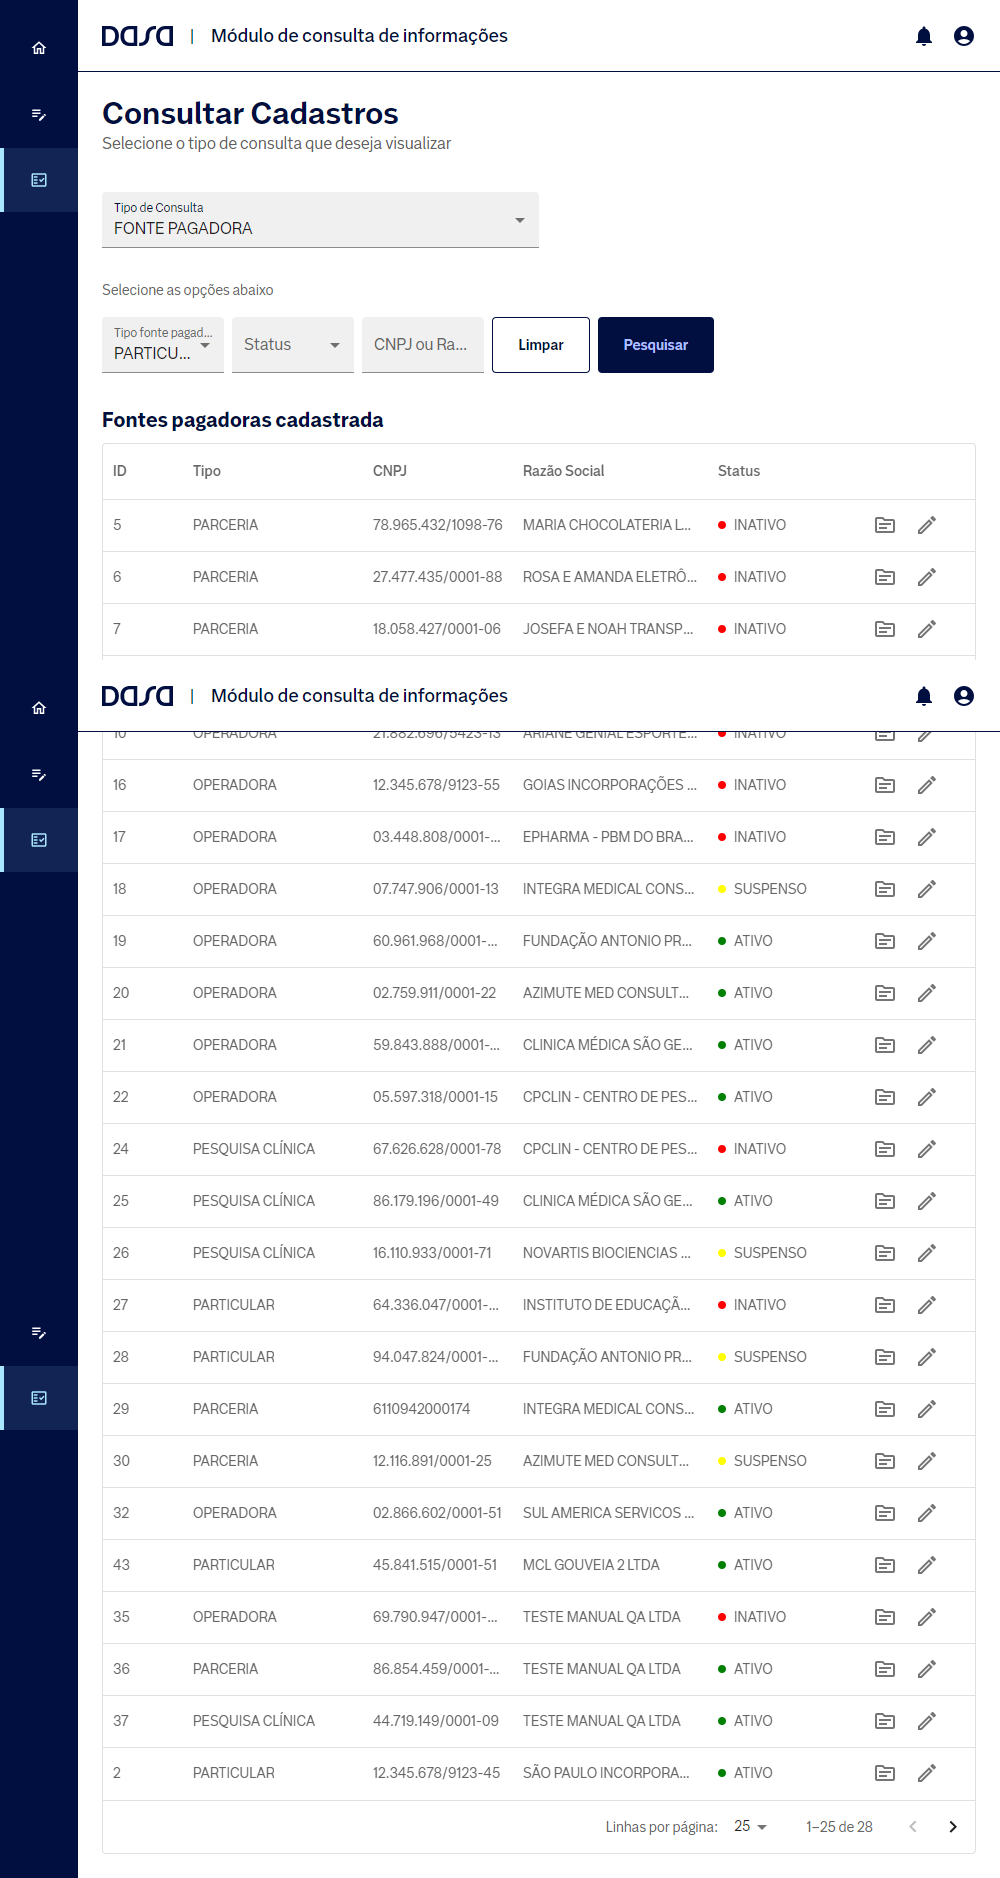 DASA | Módulo de consulta de informações
Consultar Cadastros
Selecione o tipo de consulta que deseja visualizar
Tipo de Consulta
FONTE PAGADORA
Selecione as opções abaixo
Tipo fonte pagad...
PARTICU... Status CNPJ ou Ra... Limpar Pesquisar
Fontes pagadoras cadastrada
ID Tipo CNPJ Razão Social Status
5 PARCERIA 78.965.432/1098-76 MARIA CHOCOLATERIA L... INATIVO
6 PARCERIA 27.477.435/0001-88 ROSA E AMANDA ELETRÔ... INATIVO
7 PARCERIA 18.058.427/0001-06 JOSEFA E NOAH TRANSP... INATIVO
DASA | Módulo de consulta de informações
10 OPERADORA 21.882.696/5423-13 ARIANE GENIAL ESPORTE... INATIVO
16 OPERADORA 12.345.678/9123-55 GOIAS INCORPORAÇÕES ... INATIVO
17 OPERADORA 03.448.808/0001-... EPHARMA - PBM DO BRA... INATIVO
18 OPERADORA 07.747.906/0001-13 INTEGRA MEDICAL CONS... SUSPENSO
19 OPERADORA 60.961.968/0001-... FUNDAÇÃO ANTONIO PR... ATIVO
20 OPERADORA 02.759.911/0001-22 AZIMUTE MED CONSULT... ATIVO
21 OPERADORA 59.843.888/0001-... CLINICA MÉDICA SÃO GE... ATIVO
22 OPERADORA 05.597.318/0001-15 CPCLIN - CENTRO DE PES... ATIVO
24 PESQUISA CLÍNICA 67.626.628/0001-78 CPCLIN - CENTRO DE PES... INATIVO
25 PESQUISA CLÍNICA 86.179.196/0001-49 CLINICA MÉDICA SÃO GE... ATIVO
26 PESQUISA CLÍNICA 16.110.933/0001-71 NOVARTIS BIOCIENCIAS ... SUSPENSO
27 PARTICULAR 64.336.047/0001-... INSTITUTO DE EDUCAÇÃ... INATIVO
28 PARTICULAR 94.047.824/0001-... FUNDAÇÃO ANTONIO PR... SUSPENSO
29 PARCERIA 6110942000174 INTEGRA MEDICAL CONS... ATIVO
30 PARCERIA 12.116.891/0001-25 AZIMUTE MED CONSULT... SUSPENSO
32 OPERADORA 02.866.602/0001-51 SUL AMERICA SERVICOS ... ATIVO
43 PARTICULAR 45.841.515/0001-51 MCL GOUVEIA 2 LTDA ATIVO
35 OPERADORA 69.790.947/0001-... TESTE MANUAL QA LTDA INATIVO
36 PARCERIA 86.854.459/0001-... TESTE MANUAL QA LTDA ATIVO
37 PESQUISA CLÍNICA 44.719.149/0001-09 TESTE MANUAL QA LTDA ATIVO
2 PARTICULAR 12.345.678/9123-45 SÃO PAULO INCORPORA... ATIVO
Linhas por página: 25 1–25 de 28